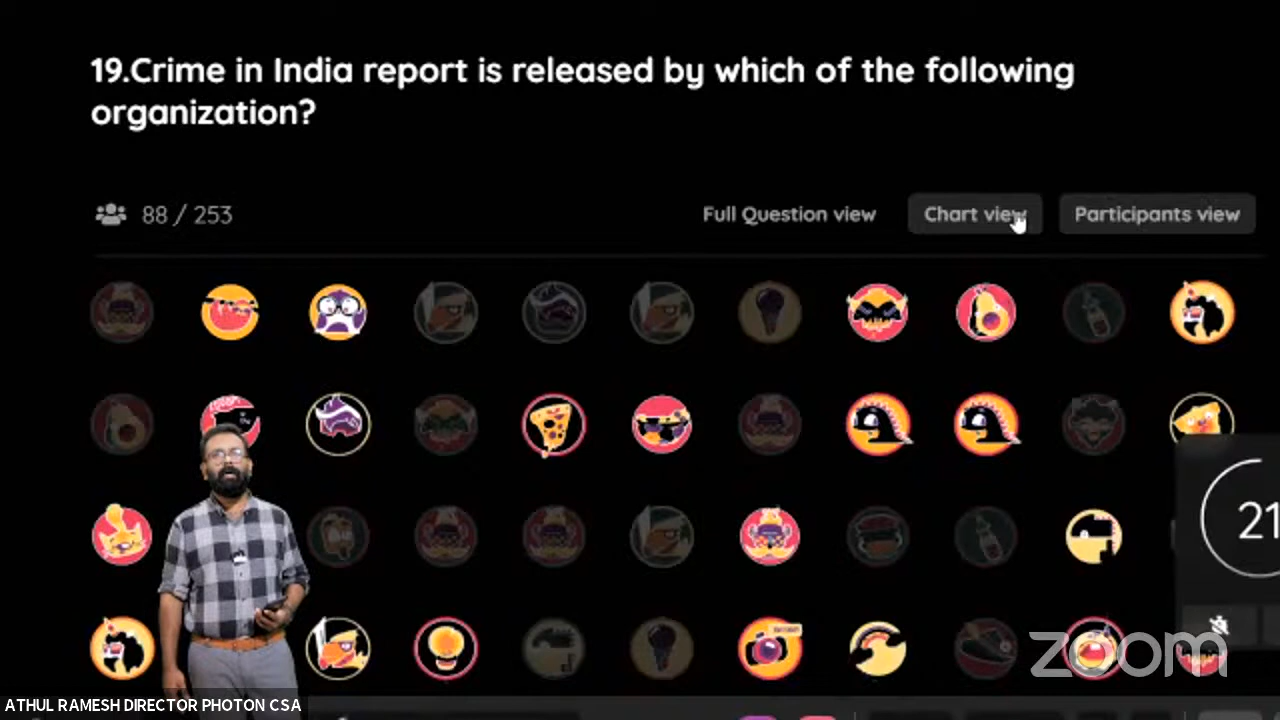 19.Crime in India report is released by which of the following
organization?
88 / 253
Full Question view
Chart view
Participants view
21
zoom
ATHUL RAMESH DIRECTOR PHOTON CSA